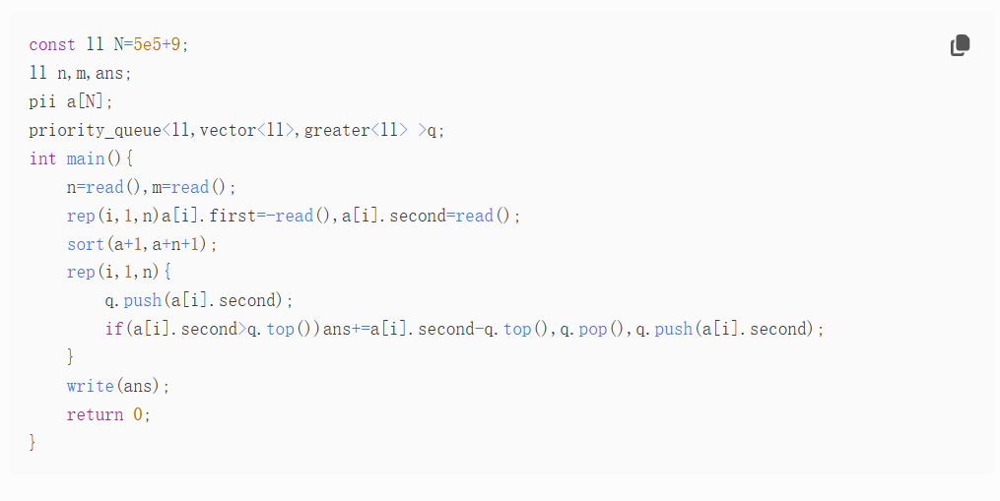 const ll N=5e5+9;
ll n,m,ans;
pii a[N];
priority_queue<ll,vector<ll>,greater<ll> >q;
int main(){
    n=read(),m=read();
    rep(i,1,n)a[i].first=-read(),a[i].second=read();
    sort(a+1,a+n+1);
    rep(i,1,n){
        q.push(a[i].second);
        if(a[i].second>q.top())ans+=a[i].second-q.top(),q.pop(),q.push(a[i].second);
    }
    write(ans);
    return 0;
}